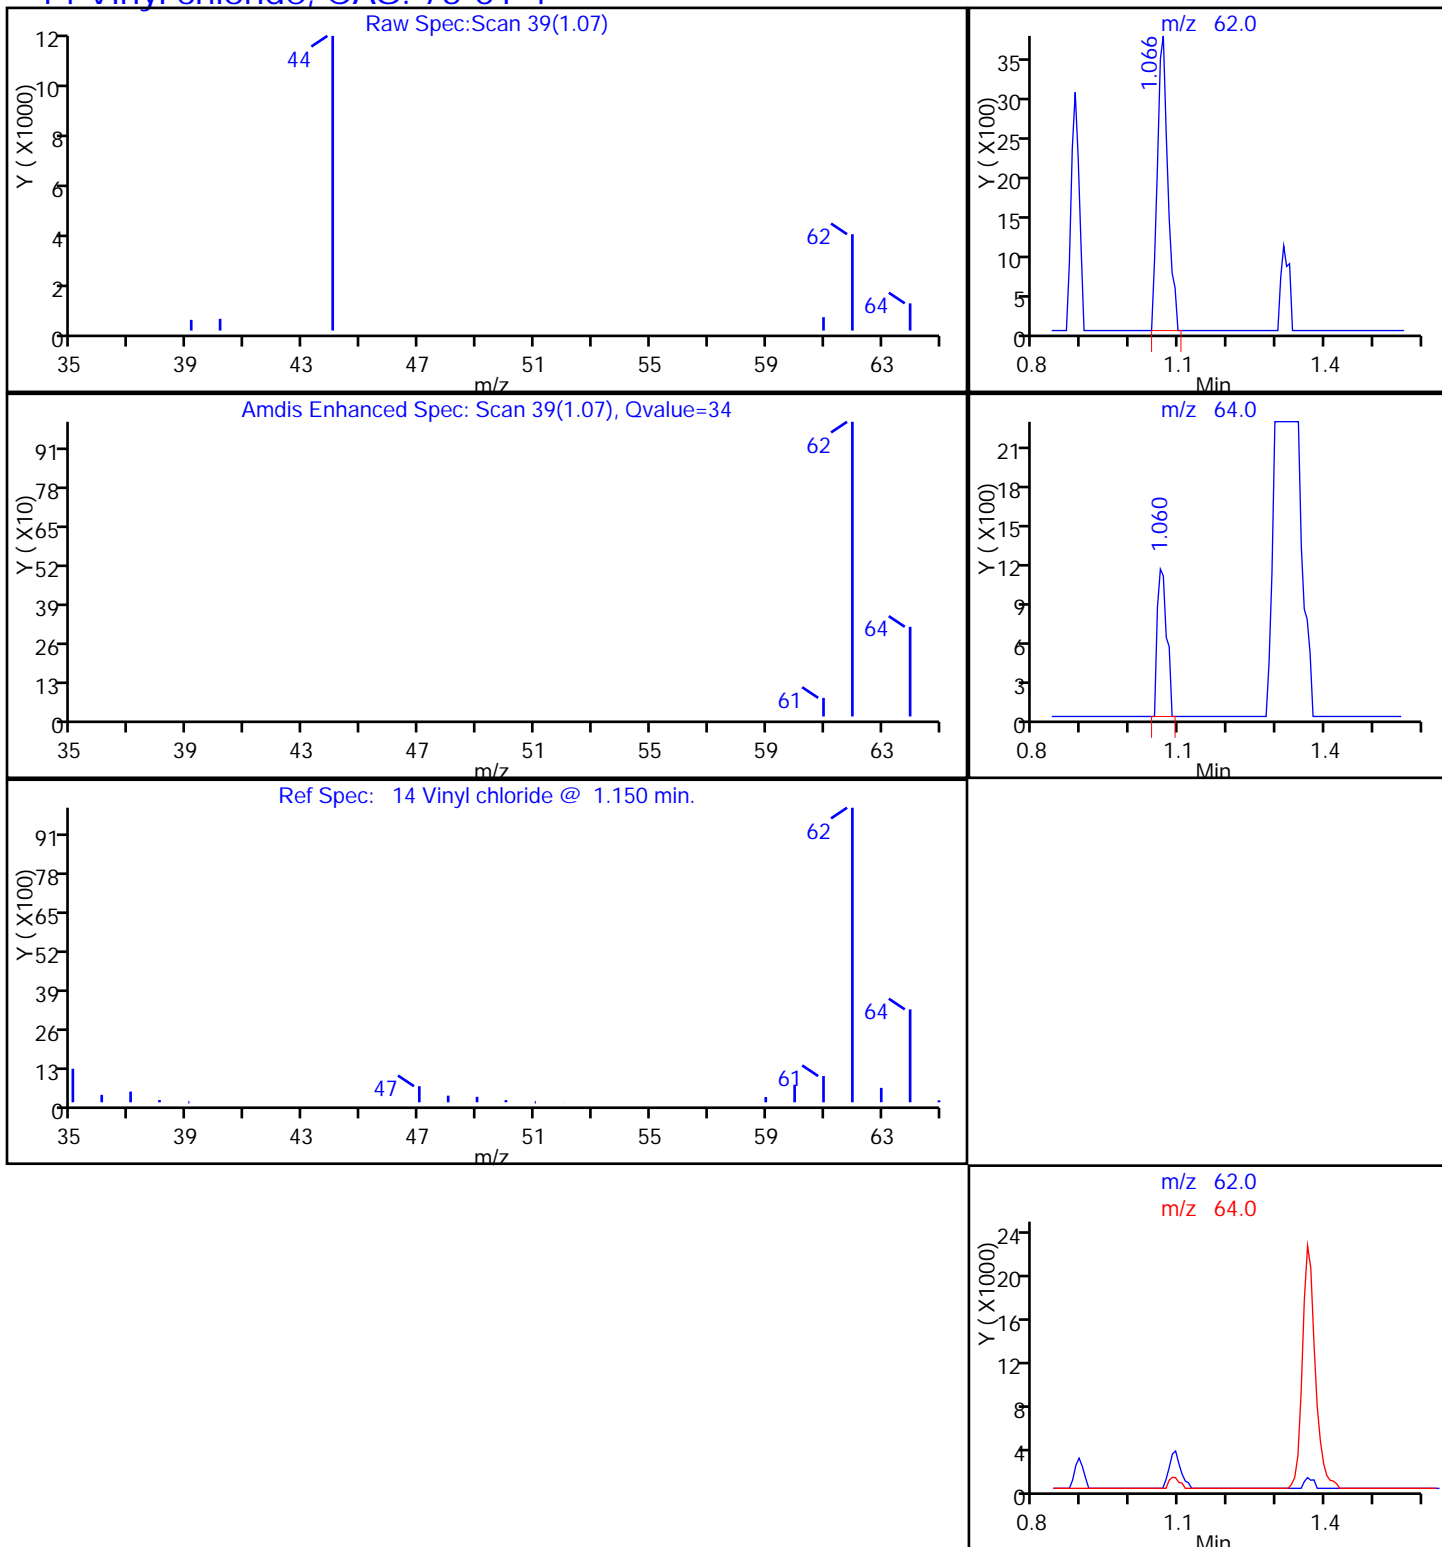 Vinyl chloride, CAS:
Raw Spec:Scan 39(1.07)
Y ( X1000)
12
10
8
6
4
2
0
44
62
64
35 39 43 47 51 55 59 63
m/z
m/z 62.0
Y ( X100)
35
30
25
20
15
10
5
0
1.066
0.8 1.1 1.4
Min
Amdis Enhanced Spec: Scan 39(1.07), Qvalue=34
Y ( X10)
91
78
65
52
39
26
13
0
62
64
61
35 39 43 47 51 55 59 63
m/z
m/z 64.0
Y ( X100)
21
18
15
12
9
6
3
0
1.060
0.8 1.1 1.4
Min
Ref Spec: 14 Vinyl chloride @ 1.150 min.
Y ( X100)
91
78
65
52
39
26
13
0
62
64
47
61
35 39 43 47 51 55 59 63
m/z
m/z 62.0
m/z 64.0
Y ( X1000)
24
20
16
12
8
4
0
0.8 1.1 1.4
Min